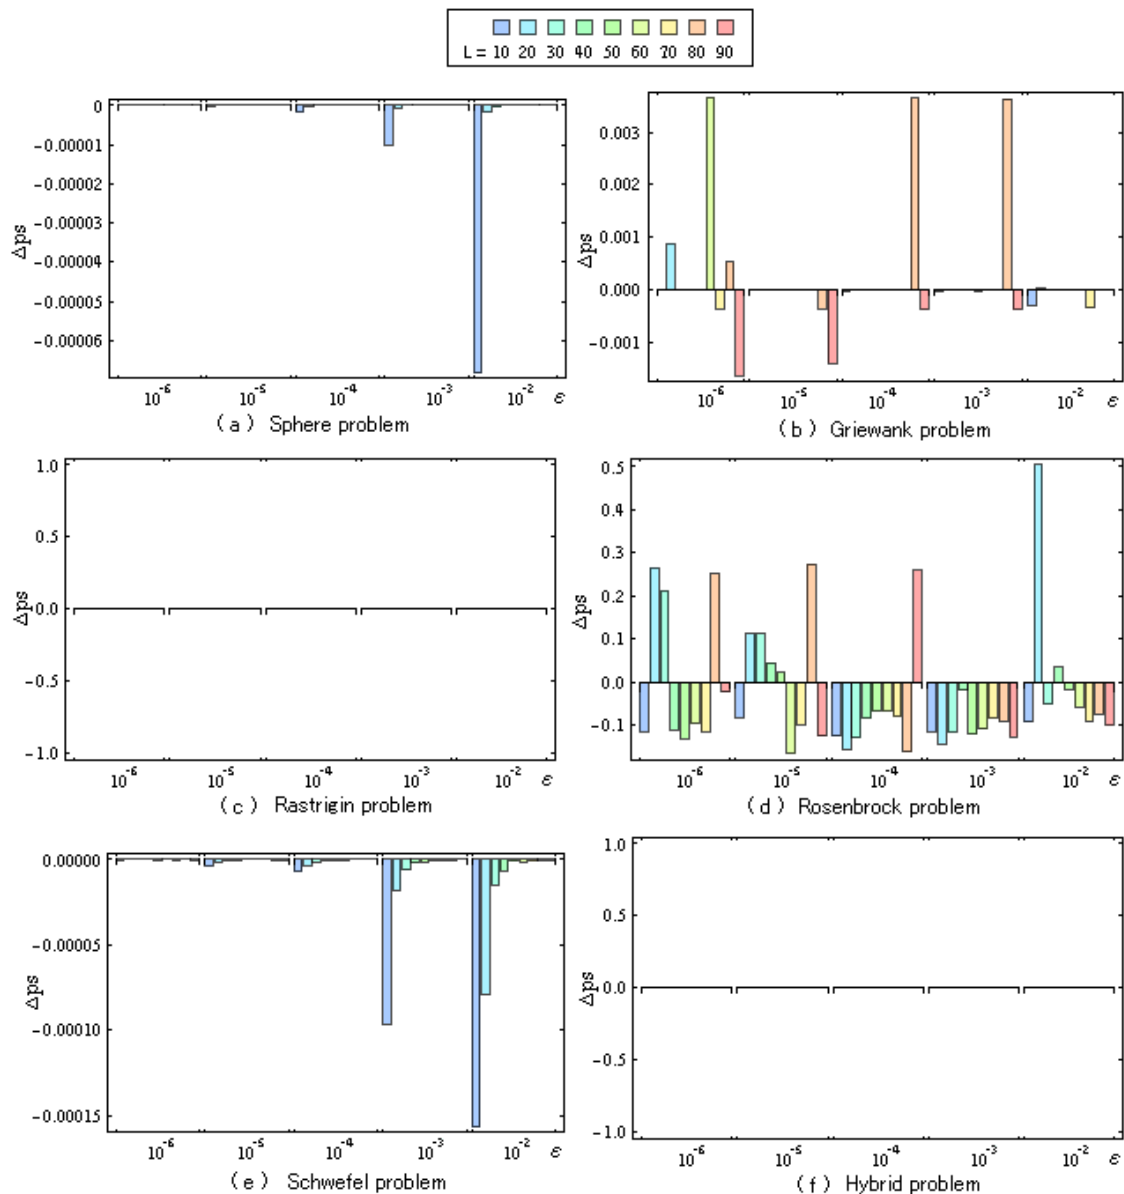 L = 10 20 30 40 50 60 70 80 90
0
-0.00001
-0.00002
-0.00003
-0.00004
-0.00005
-0.00006
Δps
10⁻⁶ 10⁻⁵ 10⁻⁴ 10⁻³ 10⁻² ε
(a) Sphere problem
0.003
0.002
0.001
0.000
-0.001
Δps
10⁻⁶ 10⁻⁵ 10⁻⁴ 10⁻³ 10⁻² ε
(b) Griewank problem
1.0
0.5
0.0
-0.5
-1.0
Δps
10⁻⁶ 10⁻⁵ 10⁻⁴ 10⁻³ 10⁻² ε
(c) Rastrigin problem
0.5
0.4
0.3
0.2
0.1
0.0
-0.1
Δps
10⁻⁶ 10⁻⁵ 10⁻⁴ 10⁻³ 10⁻² ε
(d) Rosenbrock problem
0.00000
-0.00005
-0.00010
-0.00015
Δps
10⁻⁶ 10⁻⁵ 10⁻⁴ 10⁻³ 10⁻² ε
(e) Schwefel problem
1.0
0.5
0.0
-0.5
-1.0
Δps
10⁻⁶ 10⁻⁵ 10⁻⁴ 10⁻³ 10⁻² ε
(f) Hybrid problem